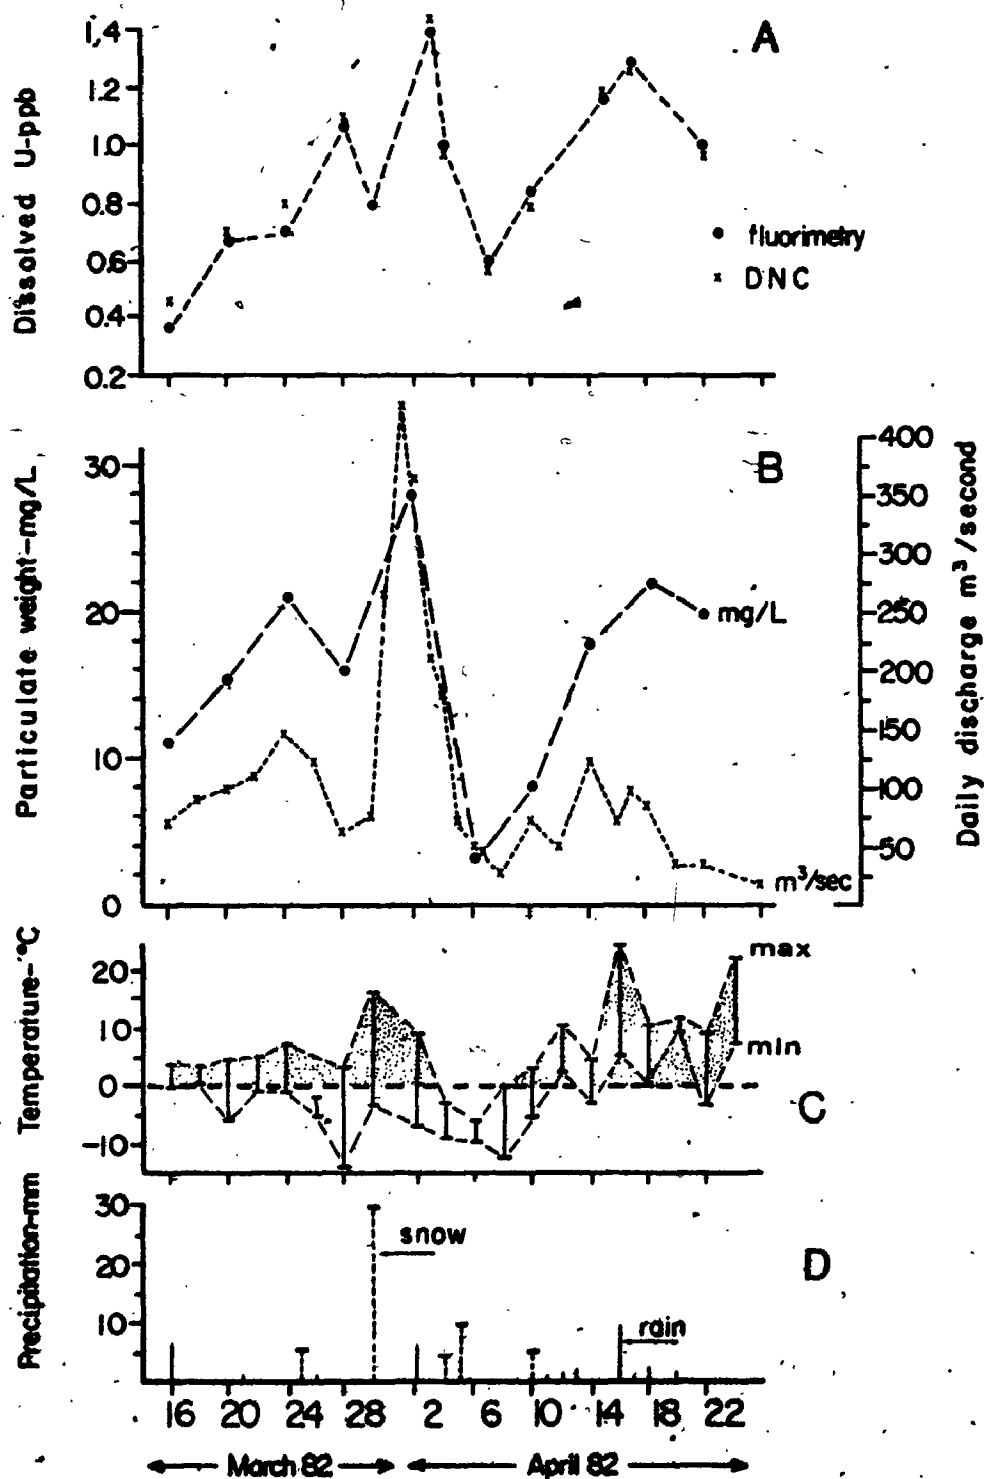 A
Dissolved U-ppb
1.4
1.2
1.0
0.8
0.6
0.4
0.2
fluorimetry
DNC
B
Particulate weight-mg/L
30
20
10
0
Daily discharge m³/second
400
350
300
250
200
150
100
50
mg/L
m³/sec
C
Temperature-°C
20
10
0
-10
max
min
D
Precipitation-mm
30
20
10
snow
rain
16 20 24 28 2 6 10 14 18 22
March 82 April 82